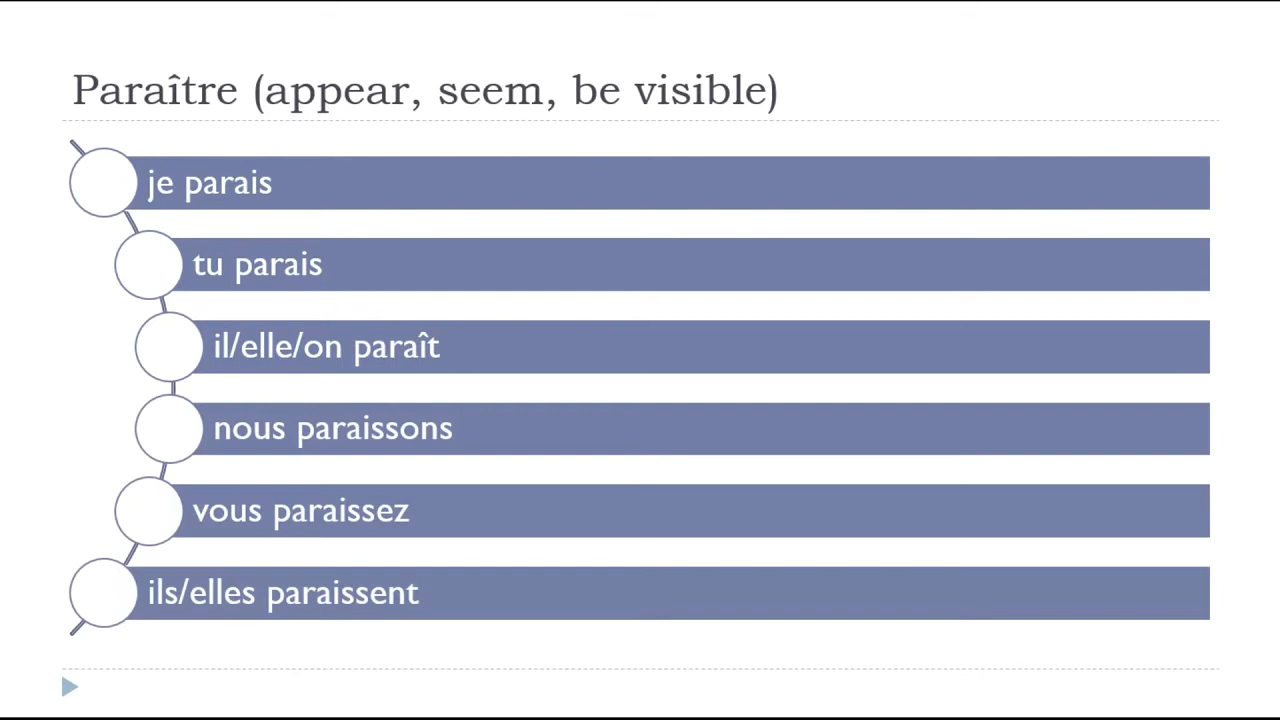 Paraître (appear, seem, be visible)
je parais
tu parais
il/elle/on paraît
nous paraissons
vous paraissez
ils/elles paraissent